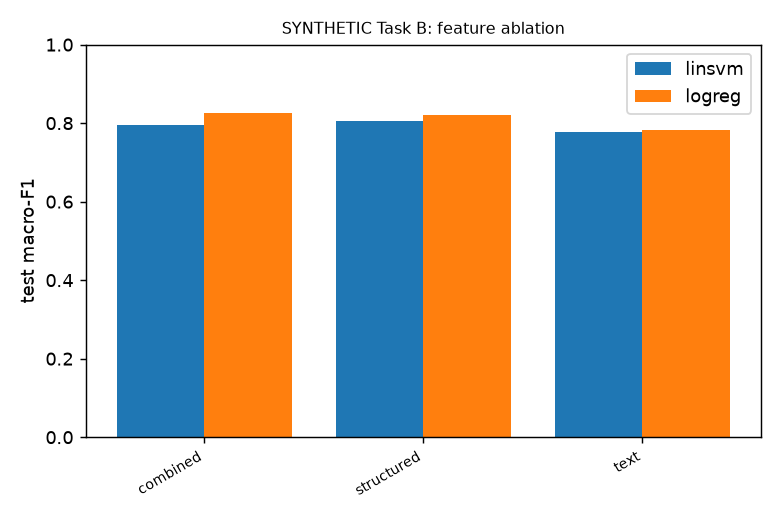 SYNTHETIC Task B: feature ablation
linsvm
logreg
test macro-F1
1.0
0.8
0.6
0.4
0.2
0.0
combined
structured
text